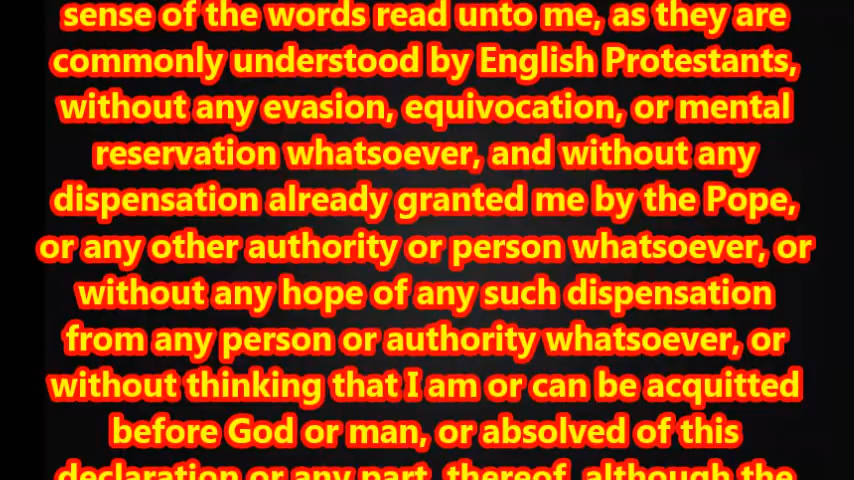 sense of the words read unto me, as they are
commonly understood by English Protestants,
without any evasion, equivocation, or mental
reservation whatsoever, and without any
dispensation already granted me by the Pope,
or any other authority or person whatsoever, or
without any hope of any such dispensation
from any person or authority whatsoever, or
without thinking that I am or can be acquitted
before God or man, or absolved of this
declaration or any part, thereof, although the